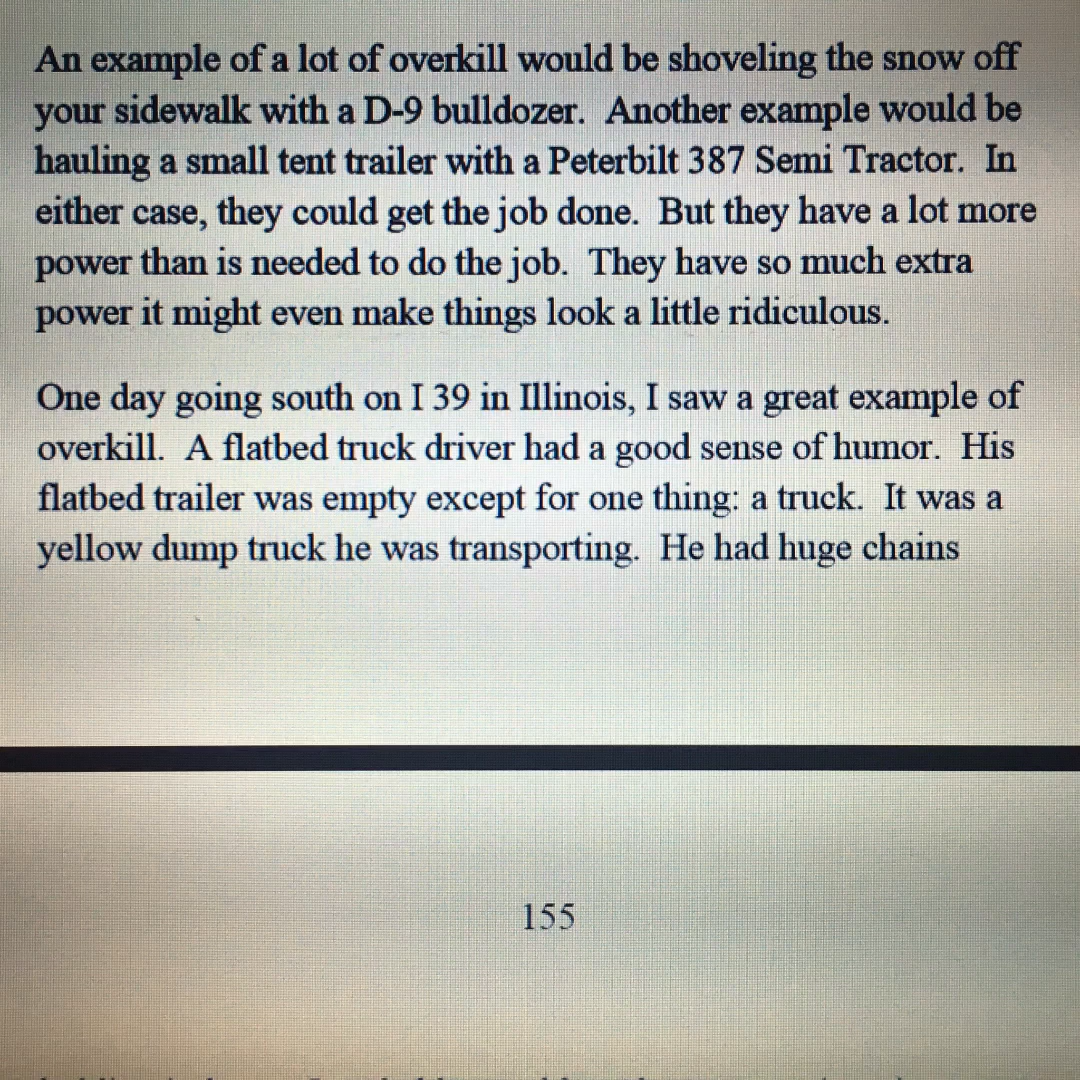 An example of a lot of overkill would be shoveling the snow off
your sidewalk with a D-9 bulldozer.  Another example would be
hauling a small tent trailer with a Peterbilt 387 Semi Tractor.  In
either case, they could get the job done.  But they have a lot more
power than is needed to do the job.  They have so much extra
power it might even make things look a little ridiculous.
One day going south on I 39 in Illinois, I saw a great example of
overkill.  A flatbed truck driver had a good sense of humor.  His
flatbed trailer was empty except for one thing: a truck.  It was a
yellow dump truck he was transporting.  He had huge chains
155